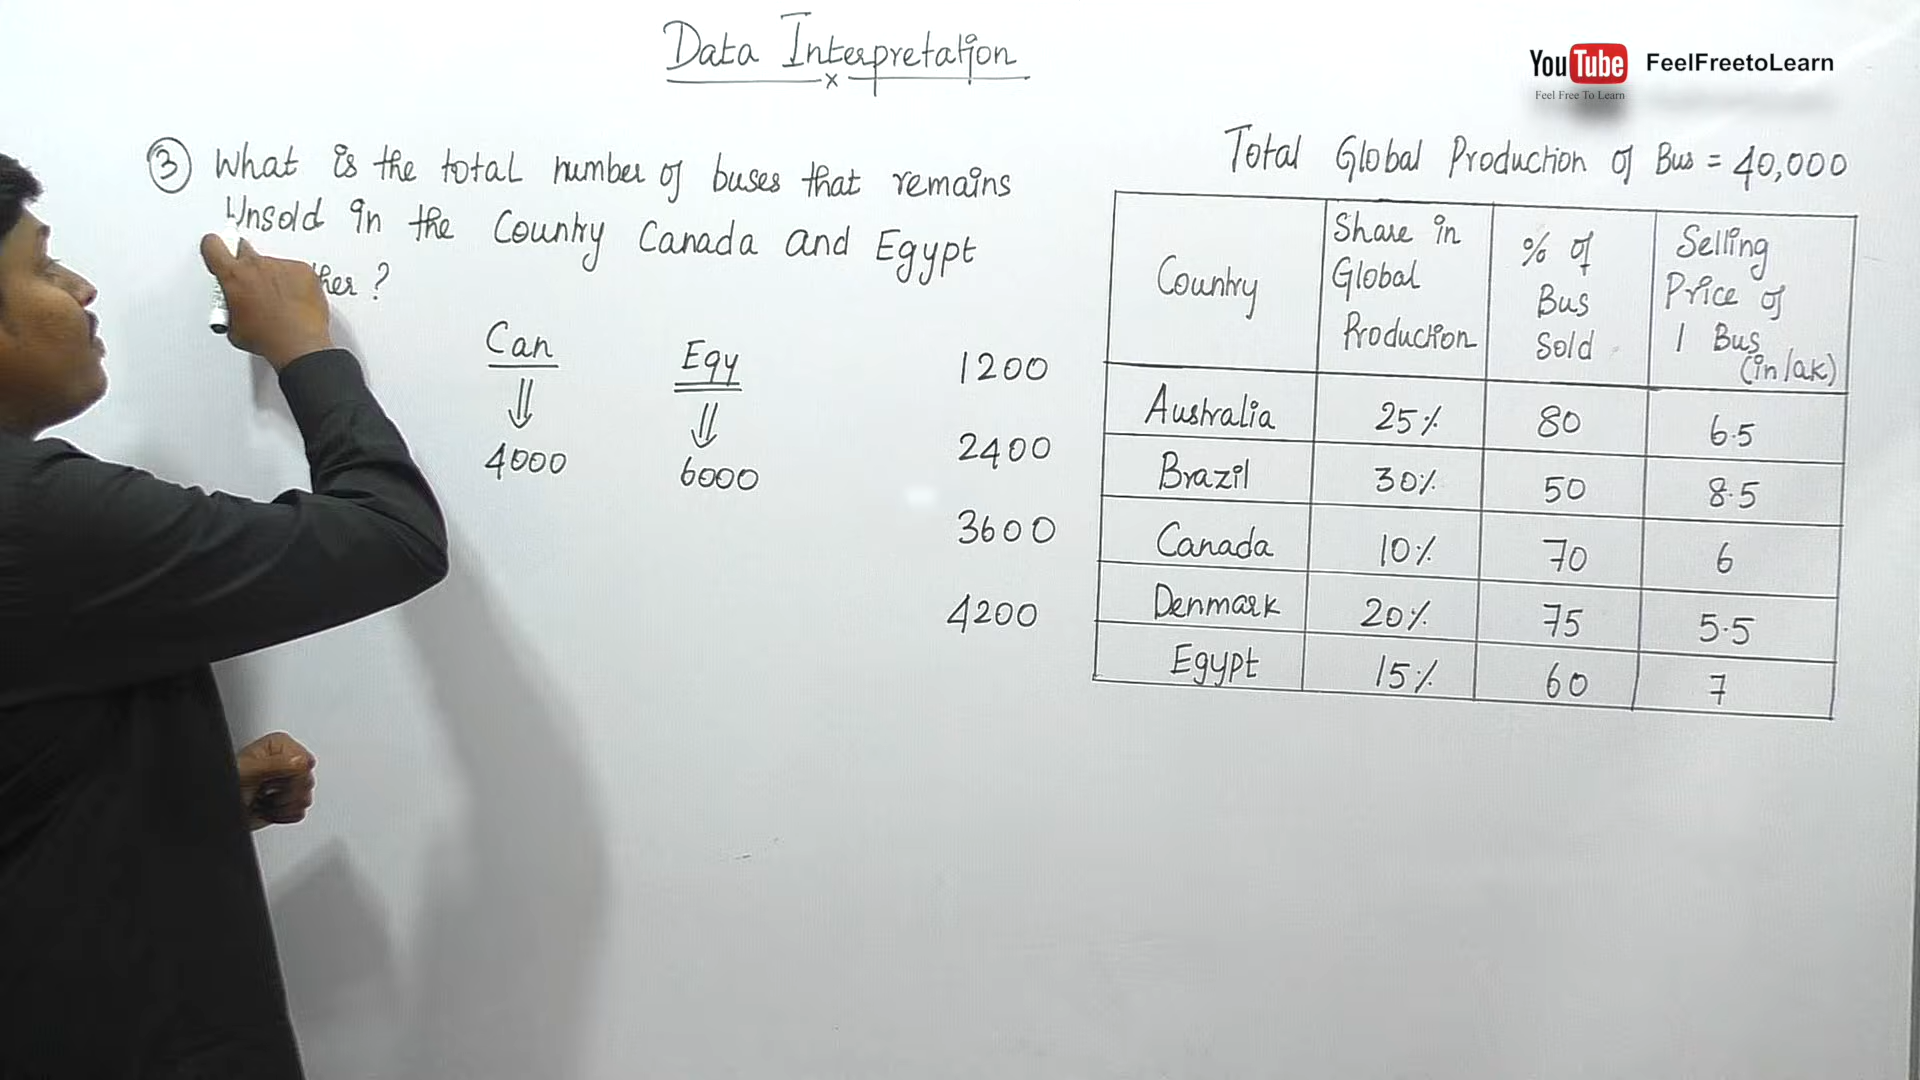 Data Interpretation
x
YouTube FeelFreetoLearn
Feel Free To Learn
③ What is the total number of buses that remains
Unsold in the Country Canada and Egypt
?
Can Egy
4000 6000
1200
2400
3600
4200
Total Global Production of Bus = 40,000
Country Share in Global Production % of Bus Sold Selling Price of 1 Bus (in lak)
Australia 25% 80 6.5
Brazil 30% 50 8.5
Canada 10% 70 6
Denmark 20% 75 5.5
Egypt 15% 60 7